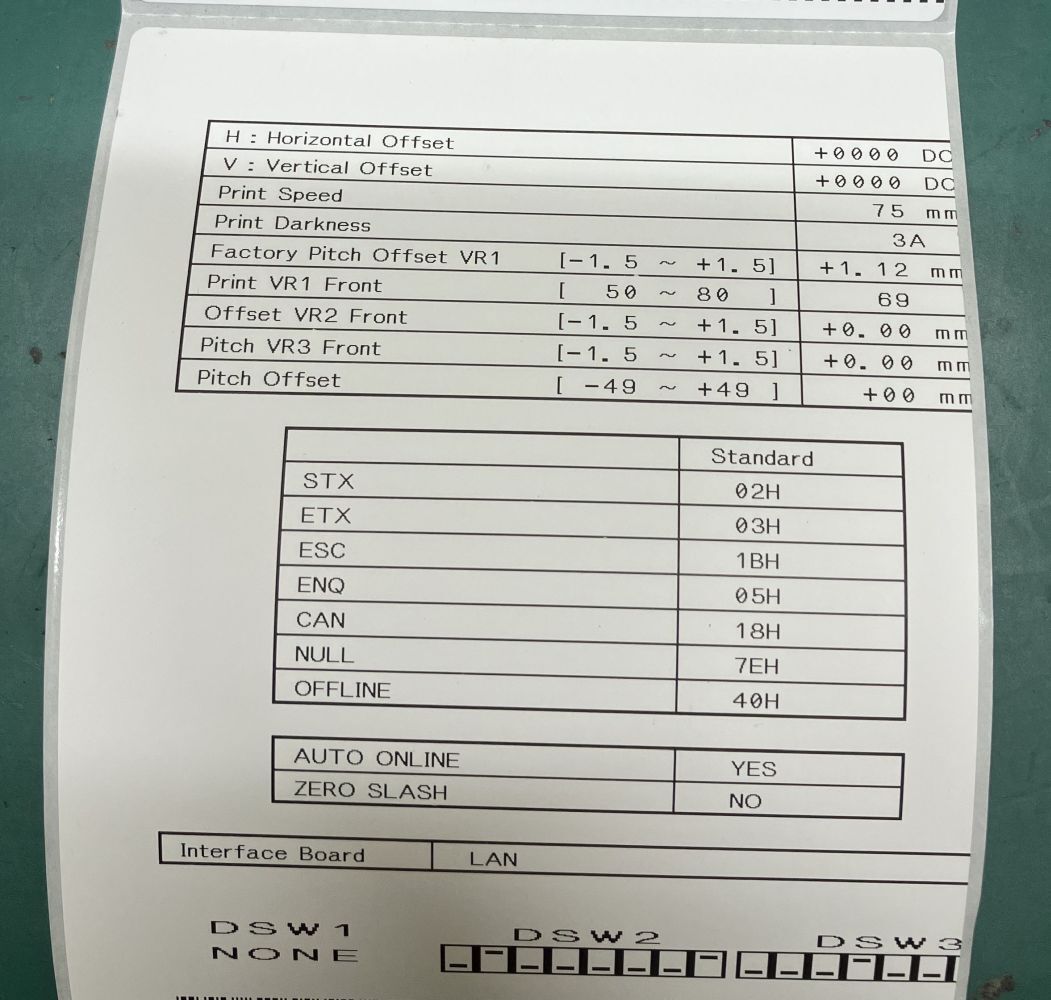 H : Horizontal Offset +0000 DO
V : Vertical Offset +0000 DO
Print Speed 75 mm
Print Darkness 3A
Factory Pitch Offset VR1 [-1.5 ~ +1.5] +1.12 mm
Print VR1 Front [ 50 ~ 80 ] 69
Offset VR2 Front [-1.5 ~ +1.5] +0.00 mm
Pitch VR3 Front [-1.5 ~ +1.5] +0.00 mm
Pitch Offset [ -49 ~ +49 ] +00 mm
Standard
STX 02H
ETX 03H
ESC 1BH
ENQ 05H
CAN 18H
NULL 7EH
OFFLINE 40H
AUTO ONLINE YES
ZERO SLASH NO
Interface Board LAN
DSW1 DSW2 DSW3
NONE